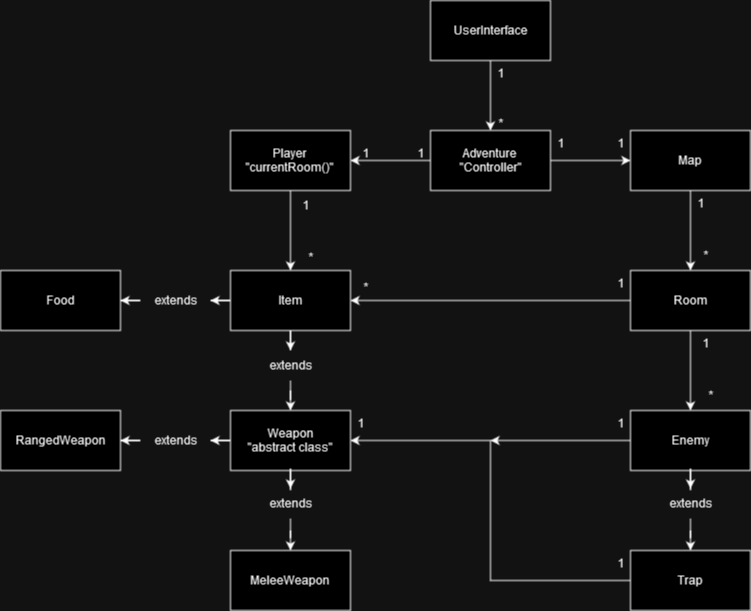 UserInterface
1
*
Player
"currentRoom()"
1
1
Adventure
"Controller"
1
1
Map
1
*
1
*
Food
extends
Item
*
1
Room
extends
1
*
RangedWeapon
extends
Weapon
"abstract class"
1
1
Enemy
extends
extends
MeleeWeapon
1
Trap